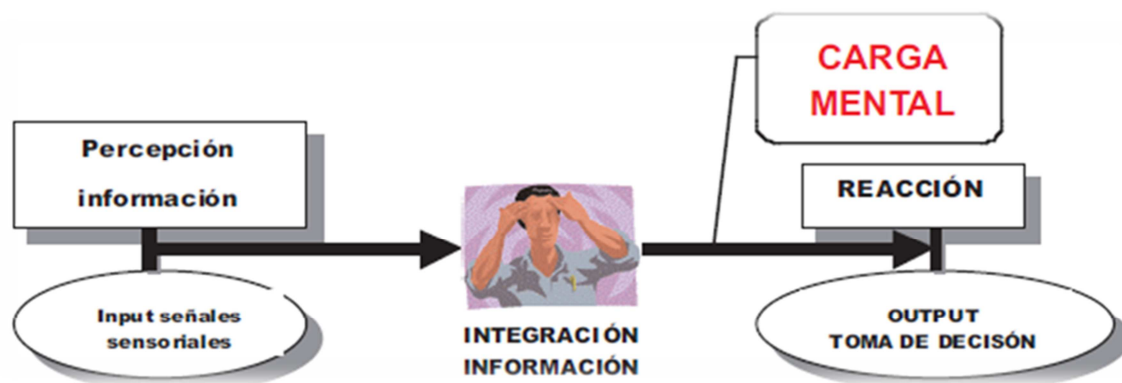 CARGA
MENTAL
Percepción
información
REACCIÓN
Input señales
sensoriales
INTEGRACIÓN
INFORMACIÓN
OUTPUT
TOMA DE DECISÓN